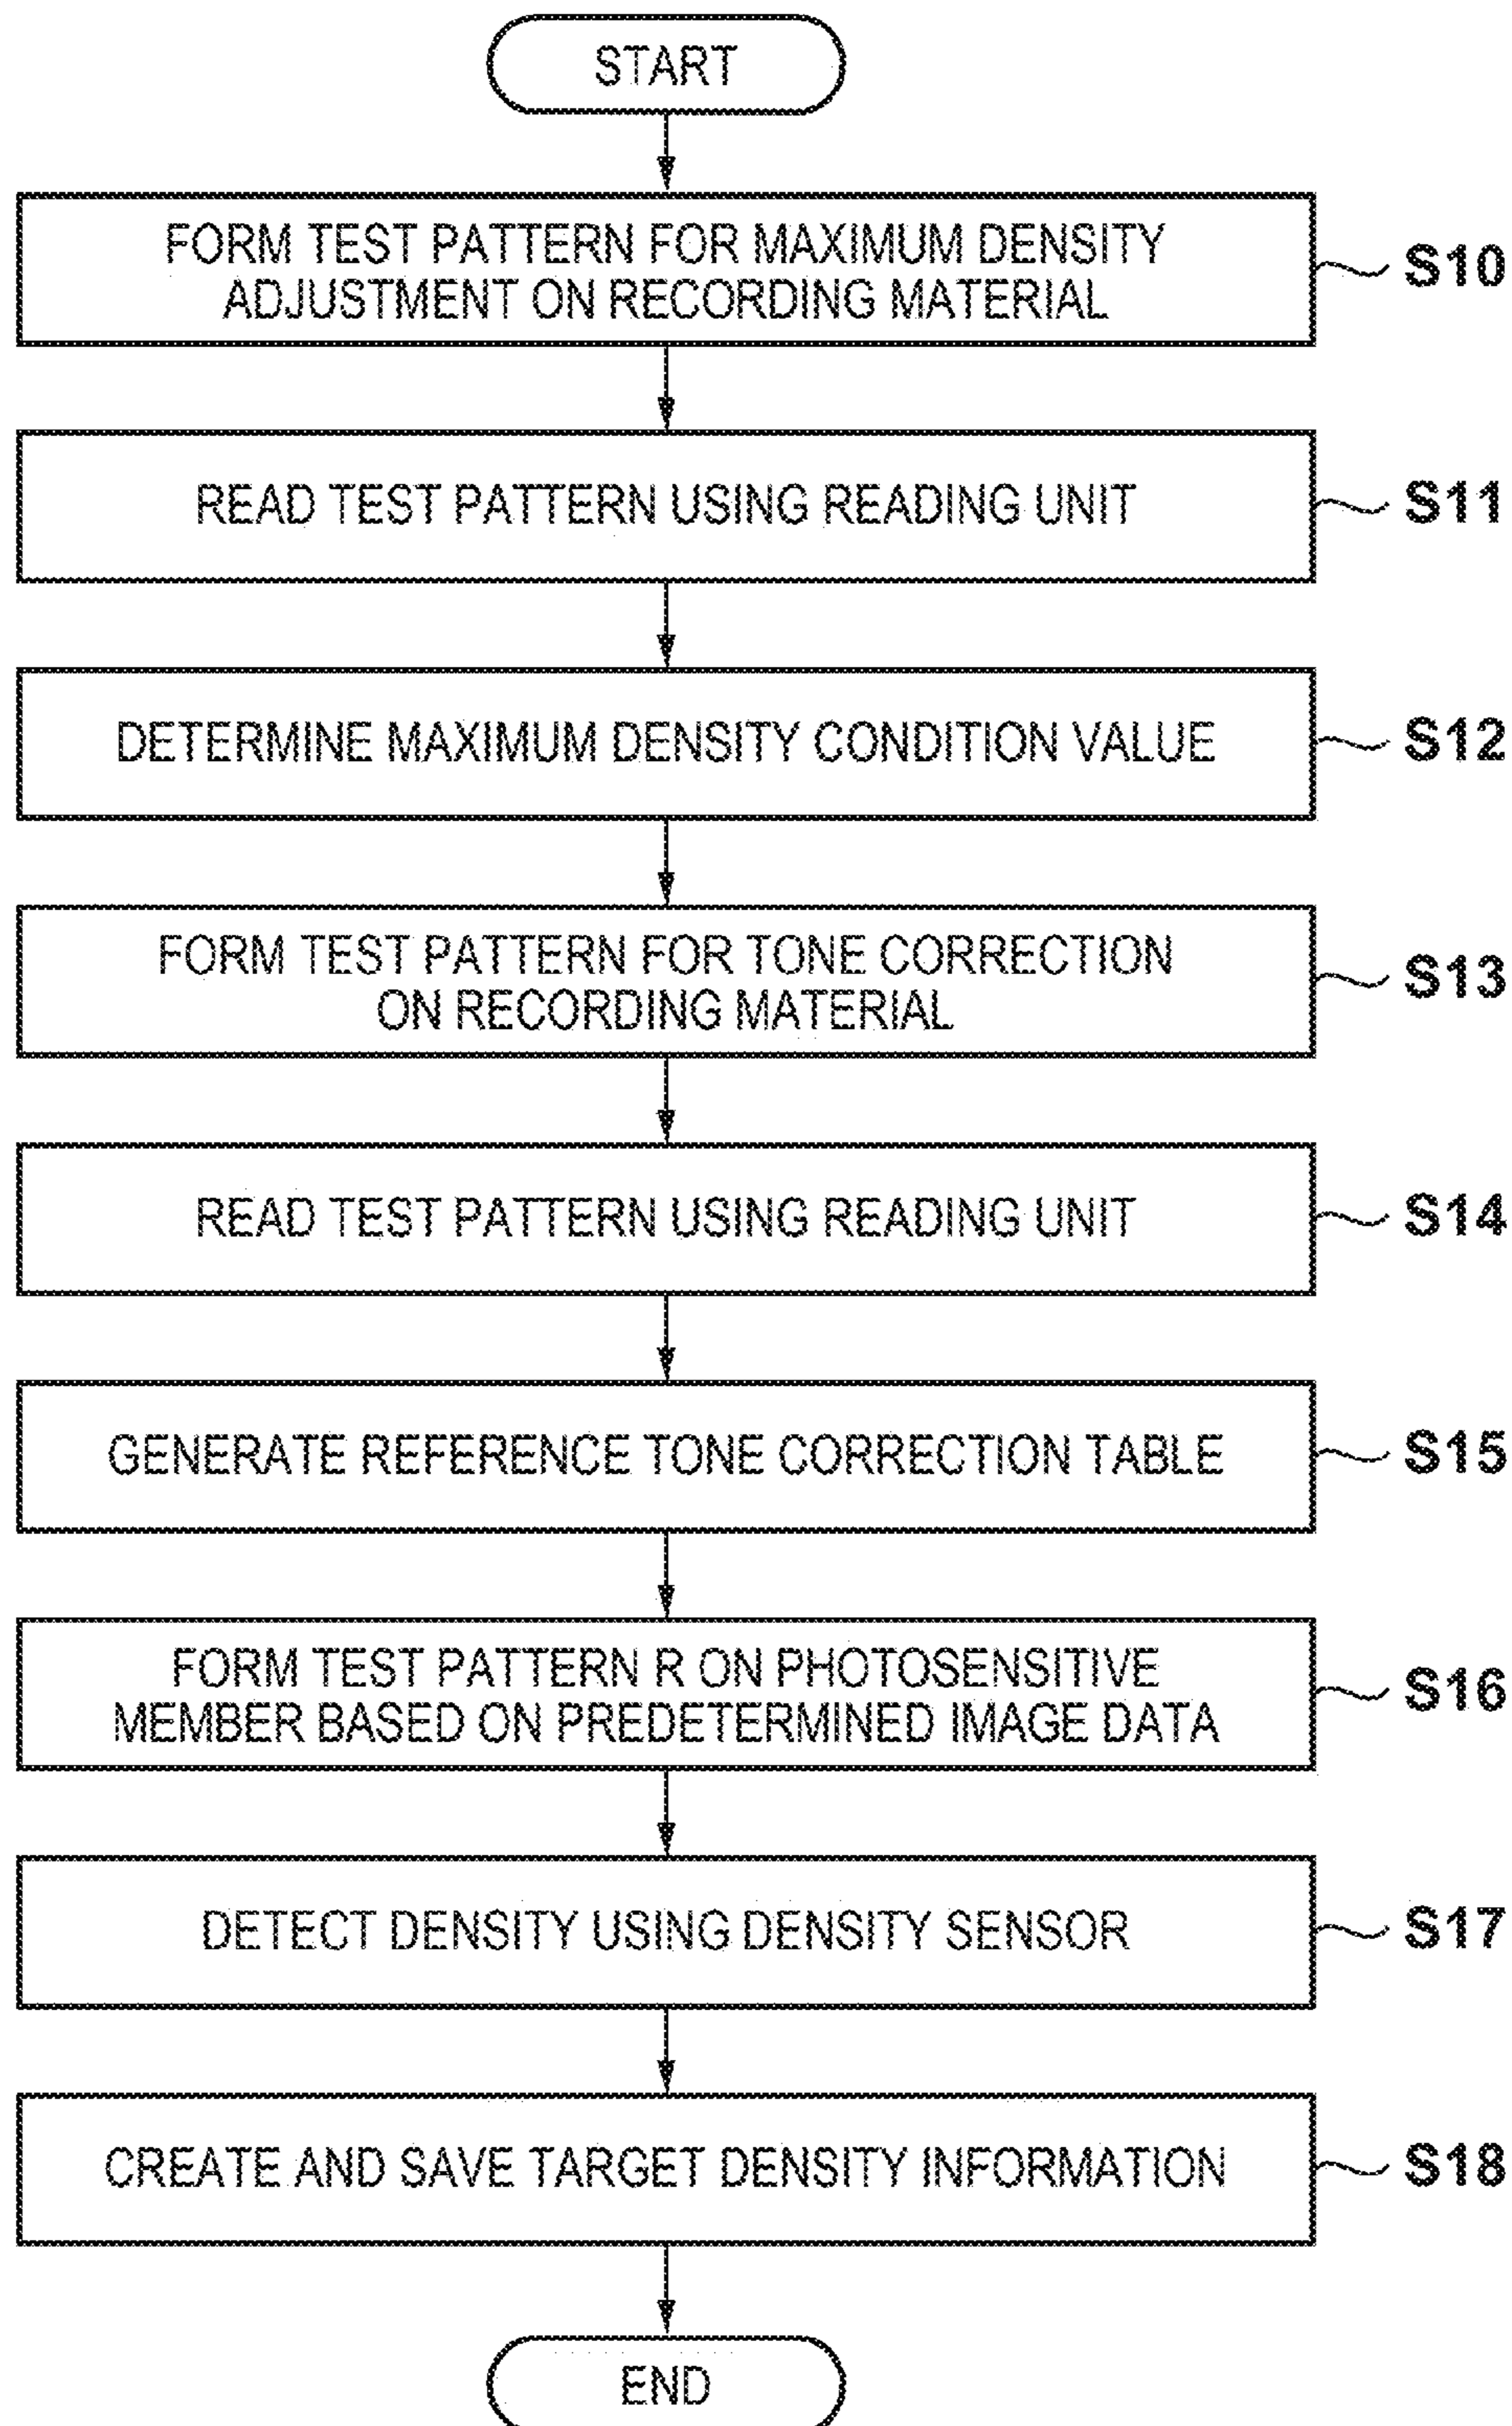 START
FORM TEST PATTERN FOR MAXIMUM DENSITY
ADJUSTMENT ON RECORDING MATERIAL
S10
READ TEST PATTERN USING READING UNIT
S11
DETERMINE MAXIMUM DENSITY CONDITION VALUE
S12
FORM TEST PATTERN FOR TONE CORRECTION
ON RECORDING MATERIAL
S13
READ TEST PATTERN USING READING UNIT
S14
GENERATE REFERENCE TONE CORRECTION TABLE
S15
FORM TEST PATTERN R ON PHOTOSENSITIVE
MEMBER BASED ON PREDETERMINED IMAGE DATA
S16
DETECT DENSITY USING DENSITY SENSOR
S17
CREATE AND SAVE TARGET DENSITY INFORMATION
S18
END